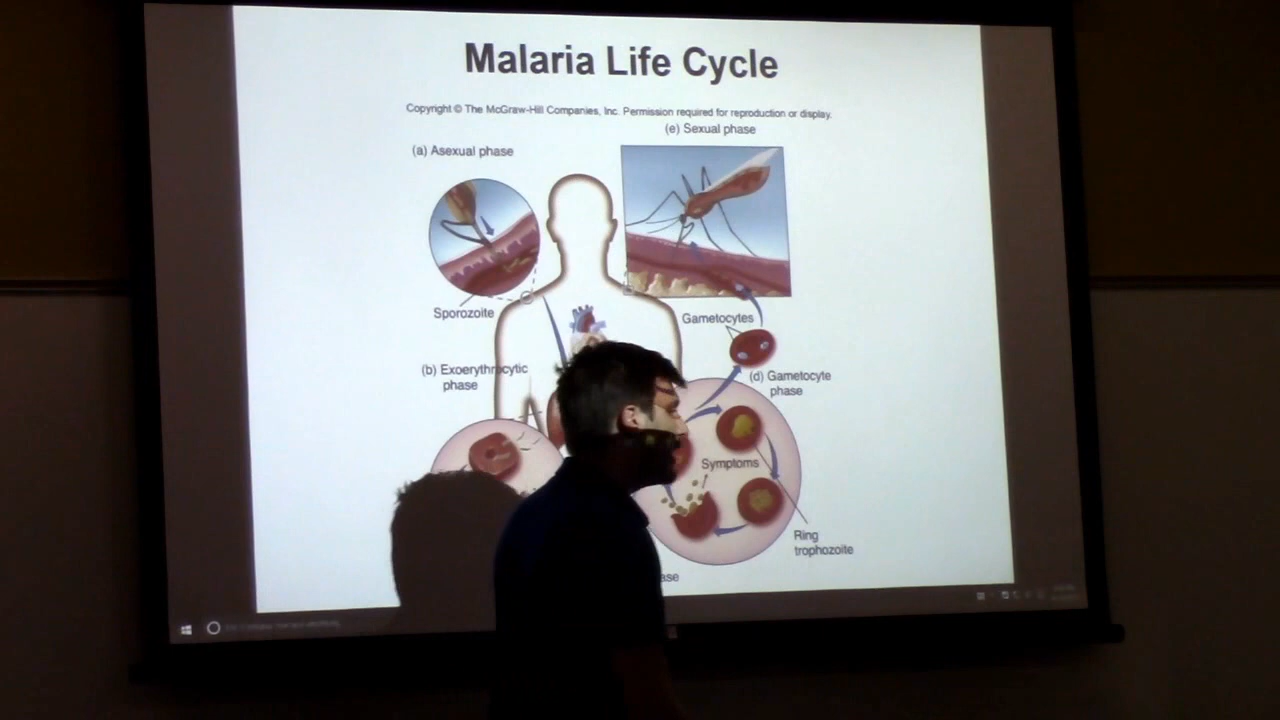 Malaria Life Cycle
Copyright © The McGraw-Hill Companies, Inc. Permission required for reproduction or display.
(e) Sexual phase
(a) Asexual phase
Sporozoite
Gametocytes
(b) Exoerythrocytic
phase
(d) Gametocyte
phase
Symptoms
Ring
trophozoite
ase